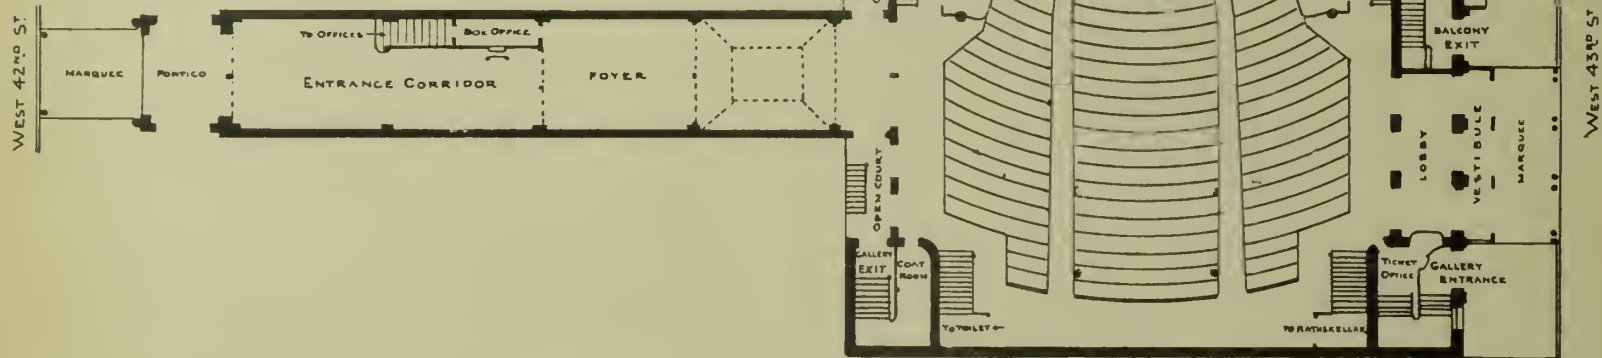 WEST 42ND ST.
MARQUEE
PORTICO
TO OFFICES
BOX OFFICE
ENTRANCE CORRIDOR
FOYER
OPEN COURT
GALLERY
EXIT
COAT
ROOM
TO TOILET
TO RATHSKELLAR
BALCONY
EXIT
LOBBY
VESTIBULE
MARQUEE
TICKET
OFFICE
GALLERY
ENTRANCE
WEST 43RD ST